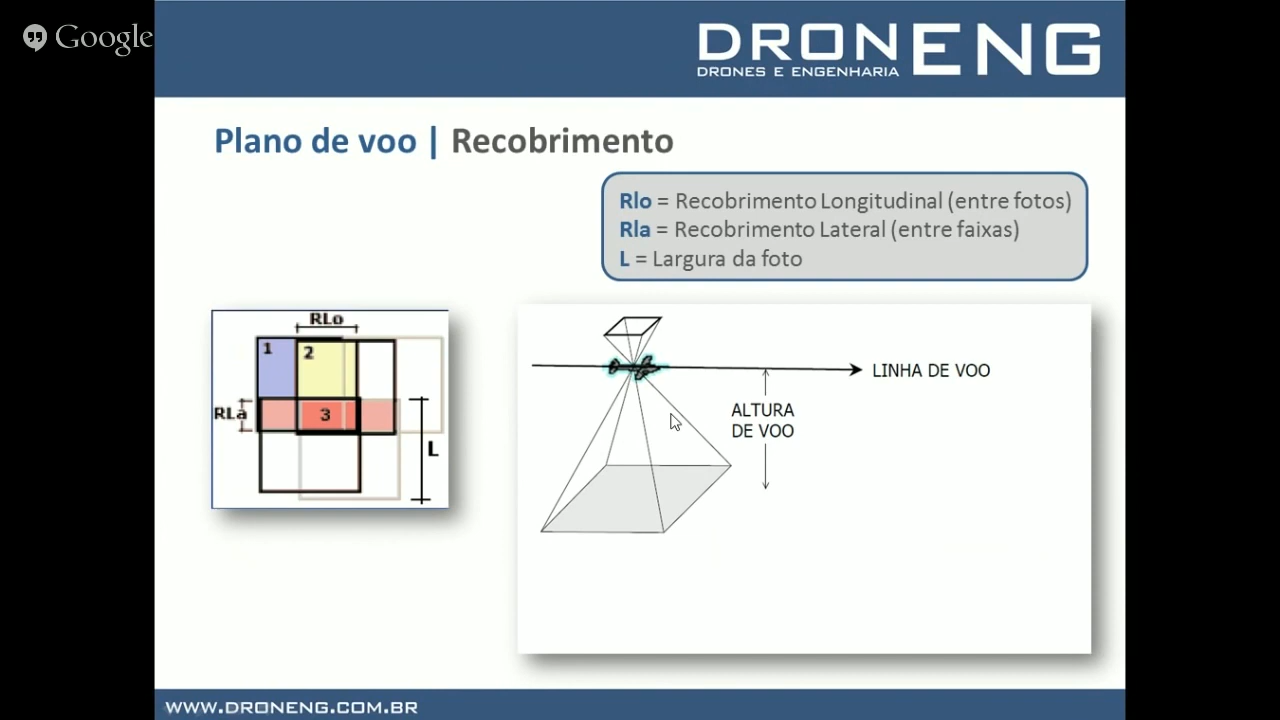 Google
DRONENG
DRONES E ENGENHARIA
Plano de voo | Recobrimento
Rlo = Recobrimento Longitudinal (entre fotos)
Rla = Recobrimento Lateral (entre faixas)
L = Largura da foto
RLo
1
2
RLa
3
L
LINHA DE VOO
ALTURA
DE VOO
WWW.DRONENG.COM.BR